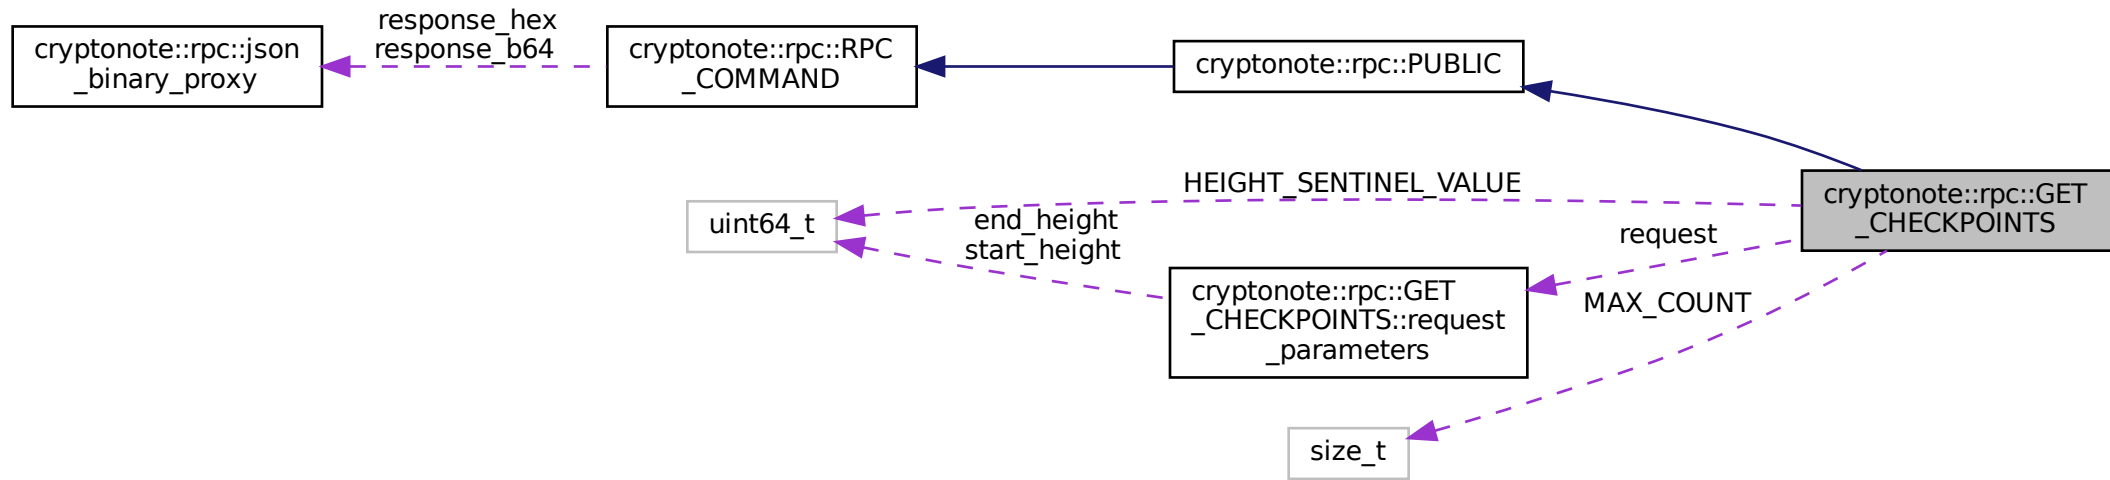 response_hex
response_b64
cryptonote::rpc::json
_binary_proxy
cryptonote::rpc::RPC
_COMMAND
cryptonote::rpc::PUBLIC
HEIGHT_SENTINEL_VALUE
cryptonote::rpc::GET
_CHECKPOINTS
uint64_t
end_height
start_height
request
cryptonote::rpc::GET
_CHECKPOINTS::request
_parameters
MAX_COUNT
size_t